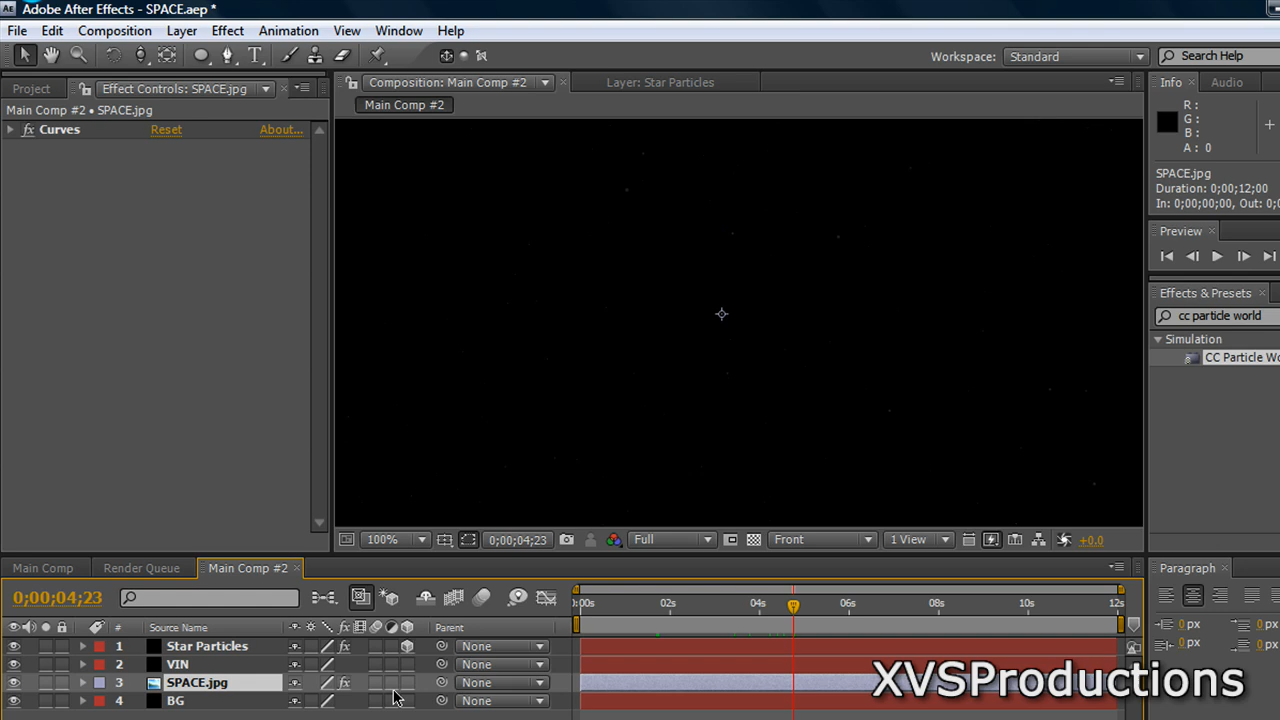 Adobe After Effects - SPACE.aep *
File Edit Composition Layer Effect Animation View Window Help
Workspace: Standard Search Help
Project Effect Controls: SPACE.jpg Composition: Main Comp #2 Layer: Star Particles Info Audio
Main Comp #2 • SPACE.jpg Main Comp #2
fx Curves Reset About...
R:
G:
B:
A: 0
SPACE.jpg
Duration: 0;00;12;00
In: 0;00;00;00, Out: 0;00
Preview
Effects & Presets
cc particle world
Simulation
CC Particle Wo
100% 0;00;04;23 Full Front 1 View +0.0
Main Comp Render Queue Main Comp #2 Paragraph
0;00;04;23 :00s 02s 04s 06s 08s 10s 12s
# Source Name fx Parent
0 px 0 px
1 Star Particles fx None
0 px 0 px
2 VIN None
3 SPACE.jpg fx None
4 BG None
XVSProductions